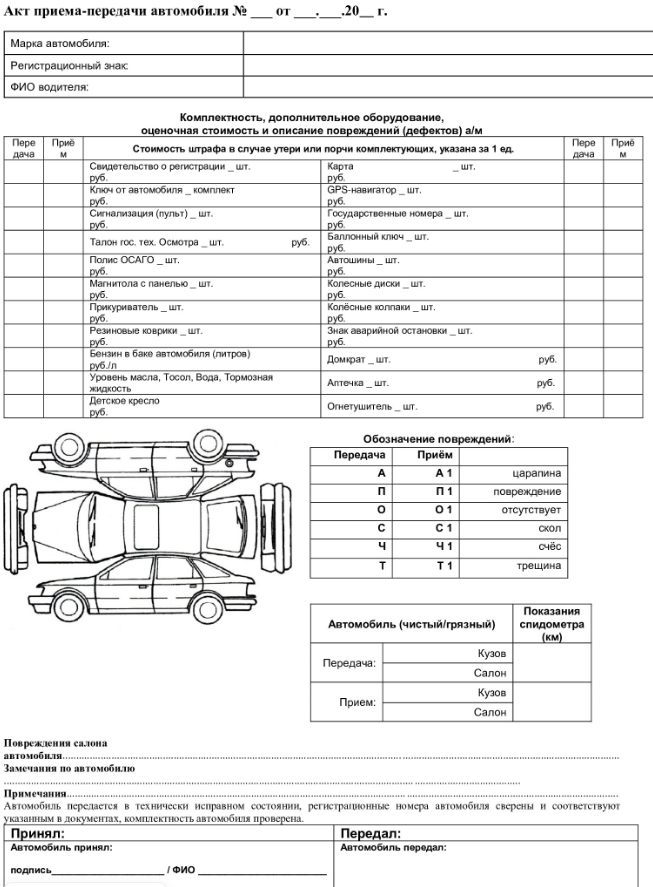 Акт приема-передачи автомобиля № ___ от ___.___.20__ г.
Марка автомобиля:
Регистрационный знак:
ФИО водителя:
Комплектность, дополнительное оборудование,
оценочная стоимость и описание повреждений (дефектов) а/м
Пере дача Приё м Стоимость штрафа в случае утери или порчи комплектующих, указана за 1 ед. Пере дача Приё м
Свидетельство о регистрации _ шт. руб. Карта _ шт. руб.
Ключ от автомобиля _ комплект руб. GPS-навигатор _ шт. руб.
Сигнализация (пульт) _ шт. руб. Государственные номера _ шт. руб.
Талон гос. тех. Осмотра _ шт. руб. Баллонный ключ _ шт. руб.
Полис ОСАГО _ шт. руб. Автошины _ шт. руб.
Магнитола с панелью _ шт. руб. Колесные диски _ шт. руб.
Прикуриватель _ шт. руб. Колёсные колпаки _ шт. руб.
Резиновые коврики _ шт. руб. Знак аварийной остановки _ шт. руб.
Бензин в баке автомобиля (литров) руб./л Домкрат _ шт. руб.
Уровень масла, Тосол, Вода, Тормозная жидкость Аптечка _ шт. руб.
Детское кресло руб. Огнетушитель _ шт. руб.
Обозначение повреждений:
Передача Приём
А А 1 царапина
П П 1 повреждение
О О 1 отсутствует
С С 1 скол
Ч Ч 1 счёс
Т Т 1 трещина
Автомобиль (чистый/грязный) Показания спидометра (км)
Передача: Кузов
Салон
Прием: Кузов
Салон
Повреждения салона
автомобиля
Замечания по автомобилю
Примечания
Автомобиль передается в технически исправном состоянии, регистрационные номера автомобиля сверены и соответствуют
указанным в документах, комплектность автомобиля проверена.
Принял: Передал:
Автомобиль принял: Автомобиль передал:
подпись____________________ / ФИО ______________________